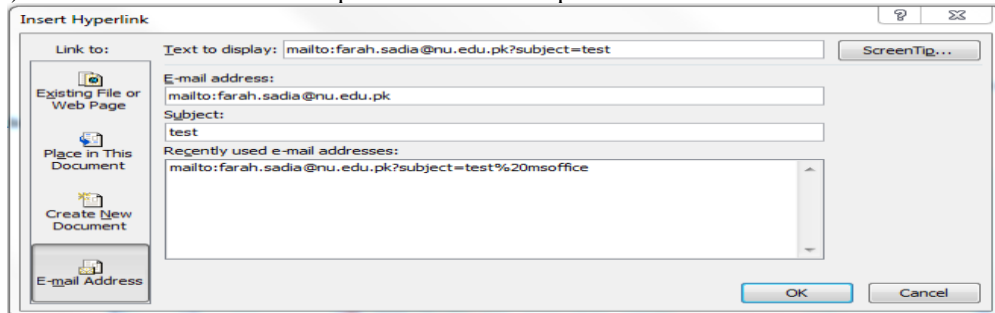 Insert Hyperlink
Link to:
Text to display: mailto:farah.sadia@nu.edu.pk?subject=test
ScreenTip...
Existing File or
Web Page
Place in This
Document
Create New
Document
E-mail Address
E-mail address:
mailto:farah.sadia@nu.edu.pk
Subject:
test
Recently used e-mail addresses:
mailto:farah.sadia@nu.edu.pk?subject=test%20msoffice
OK
Cancel